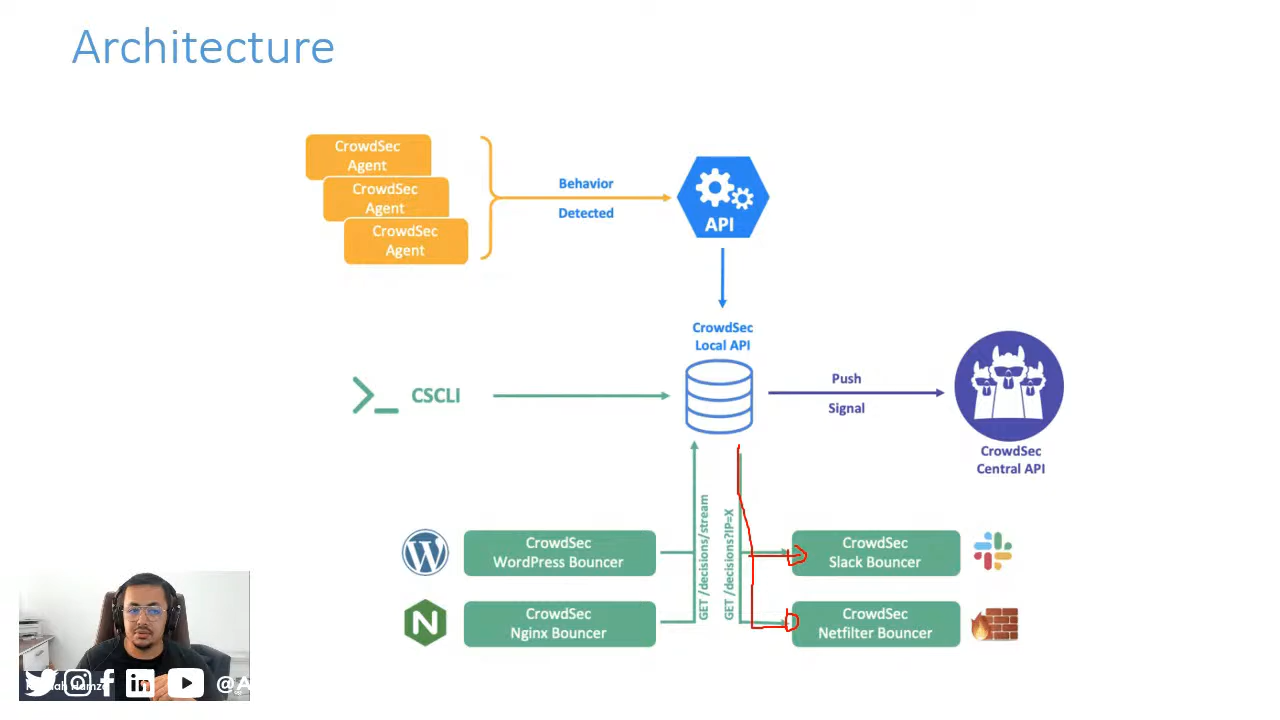 Architecture
CrowdSec
Agent
CrowdSec
Agent
CrowdSec
Agent
Behavior
Detected
API
CrowdSec
Local API
CSCLI
Push
Signal
CrowdSec
Central API
GET /decisions/stream
GET /decisions?IP=X
CrowdSec
WordPress Bouncer
CrowdSec
Slack Bouncer
CrowdSec
Nginx Bouncer
CrowdSec
Netfilter Bouncer